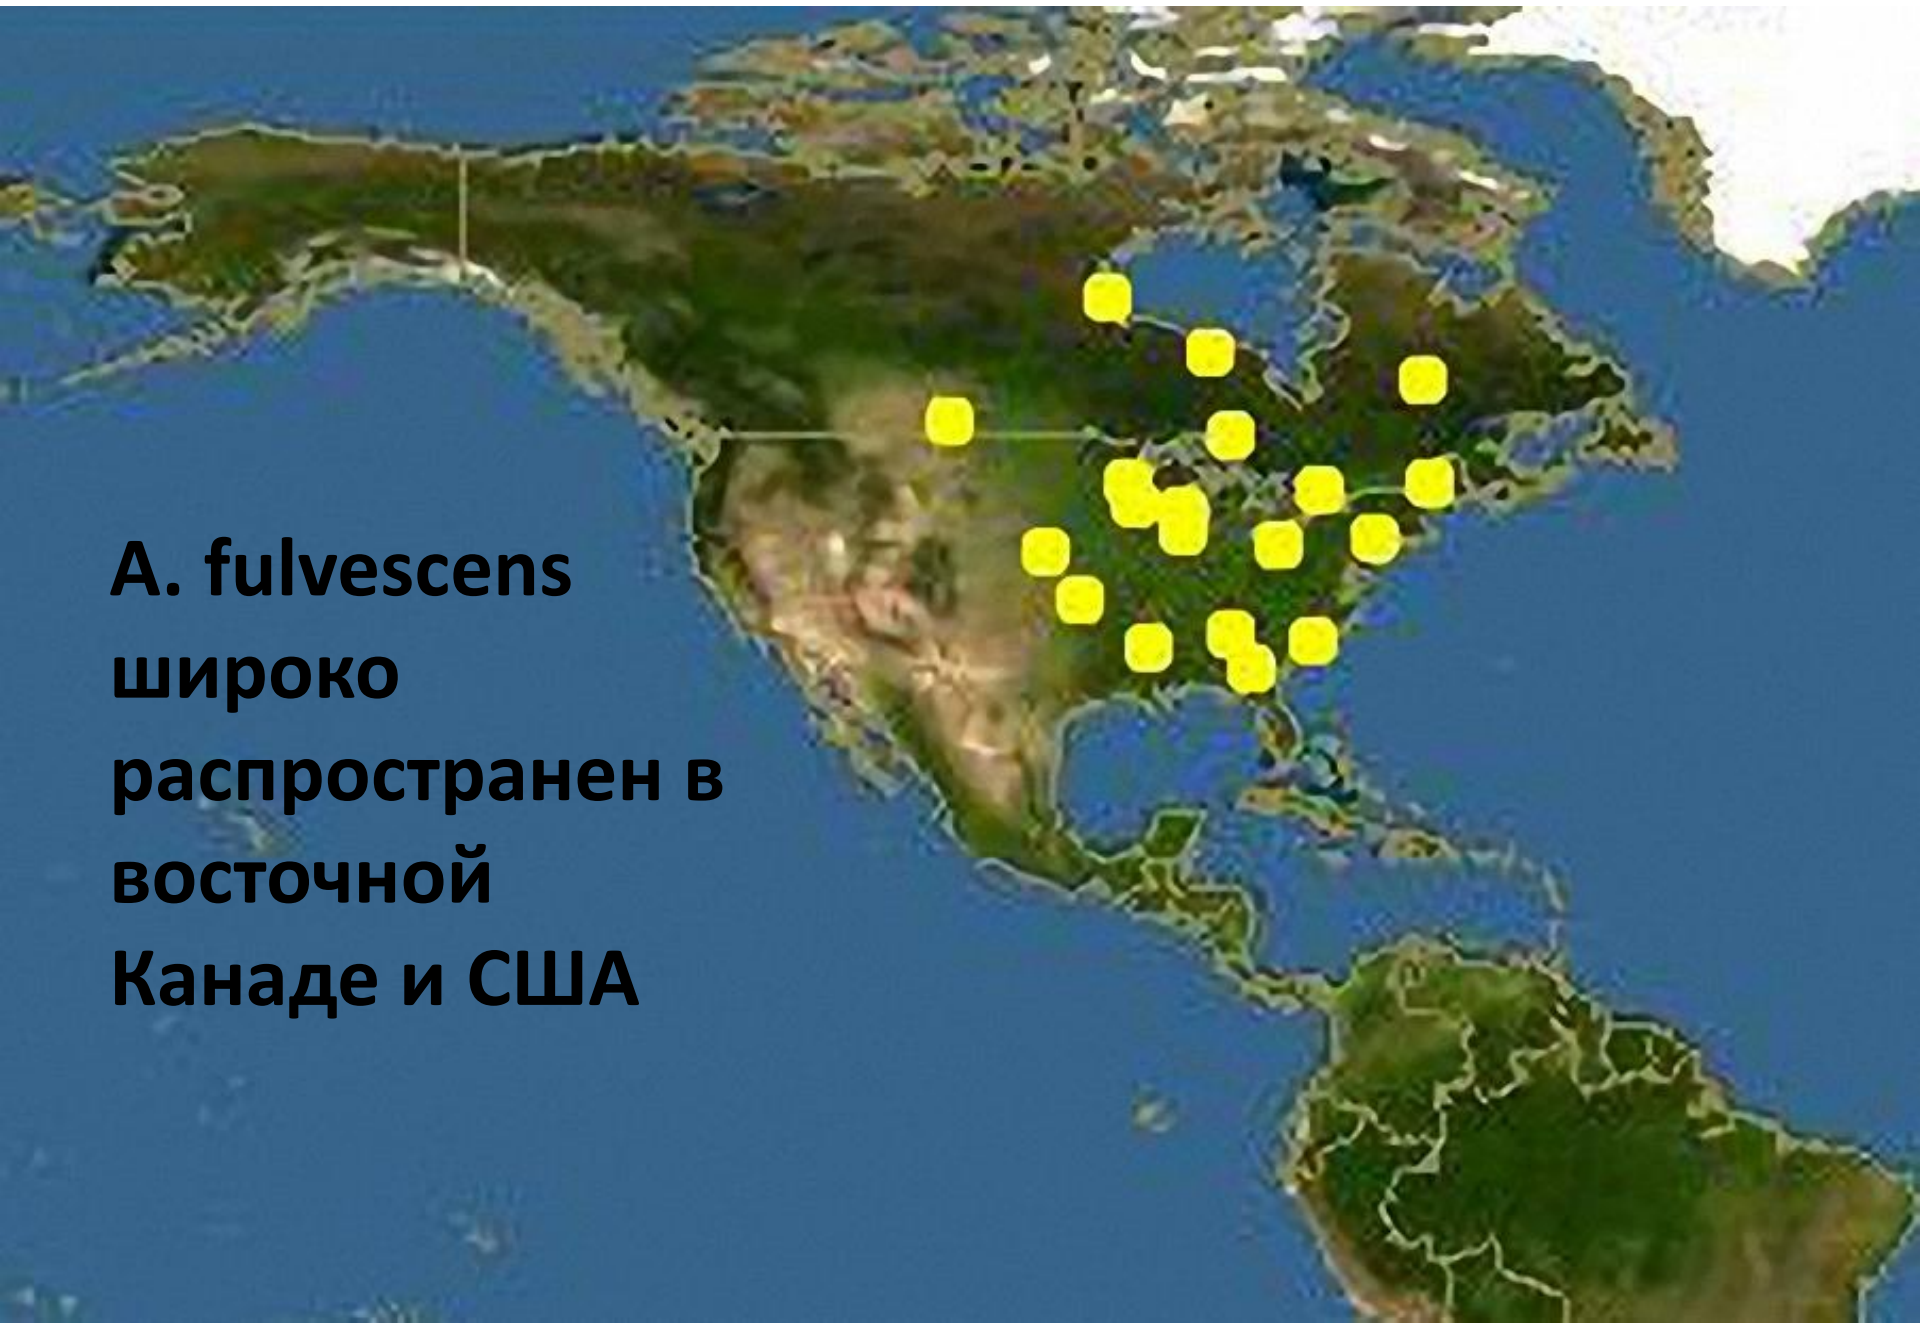 A. fulvescens
широко
распространен в
восточной
Канаде и США